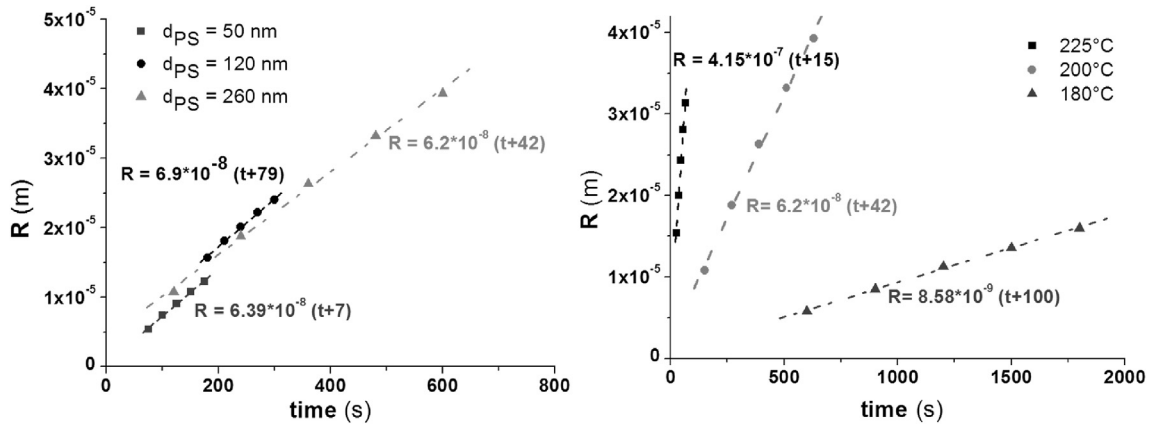 5x10-5
4x10-5
3x10-5
2x10-5
1x10-5
0
R (m)
dPS = 50 nm
dPS = 120 nm
dPS = 260 nm
R = 6.2*10-8 (t+42)
R = 6.9*10-8 (t+79)
R = 6.39*10-8 (t+7)
0 200 400 600 800
time (s)
4x10-5
3x10-5
2x10-5
1x10-5
0
R (m)
R = 4.15*10-7 (t+15)
225°C
200°C
180°C
R= 6.2*10-8 (t+42)
R= 8.58*10-9 (t+100)
0 500 1000 1500 2000
time (s)